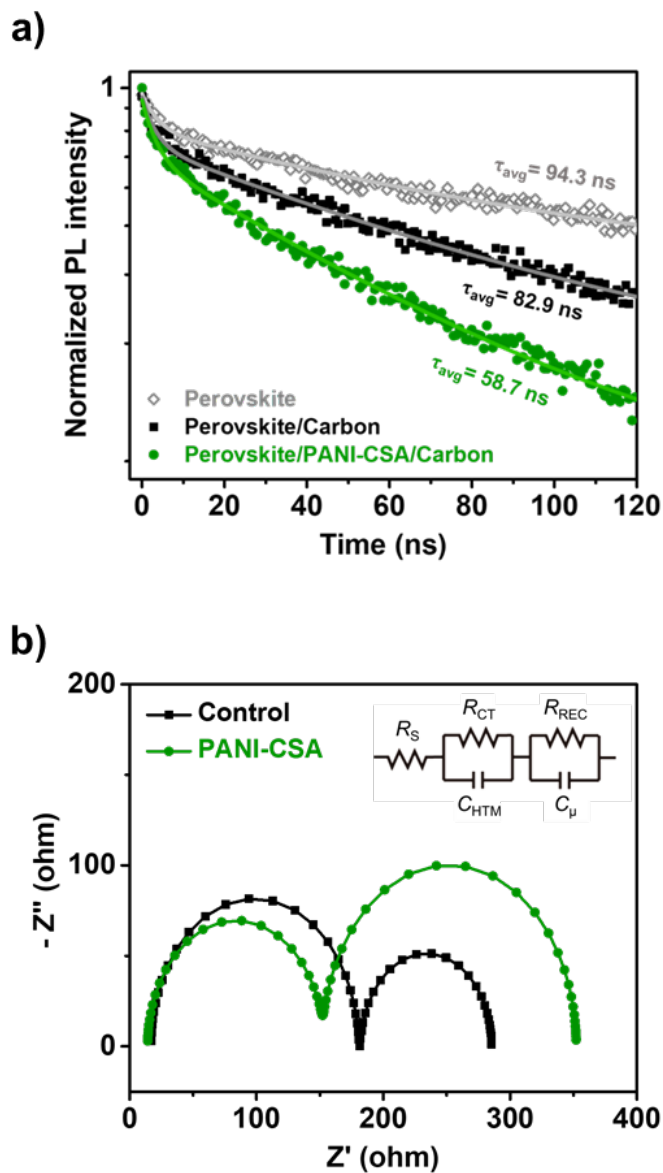 a)
Normalized PL intensity
1
τavg = 94.3 ns
τavg = 82.9 ns
τavg = 58.7 ns
Perovskite
Perovskite/Carbon
Perovskite/PANI-CSA/Carbon
0 20 40 60 80 100 120
Time (ns)
b)
- Z'' (ohm)
200
100
0
Control
PANI-CSA
RS
RCT
RREC
CHTM
Cμ
0 100 200 300 400
Z' (ohm)